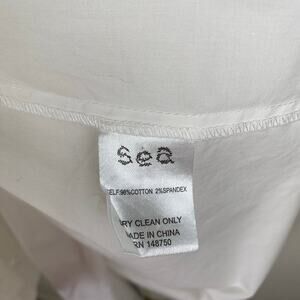 sea
ELF:98%COTTON 2%SPANDEX
RY CLEAN ONLY
ADE IN CHINA
RN 148750